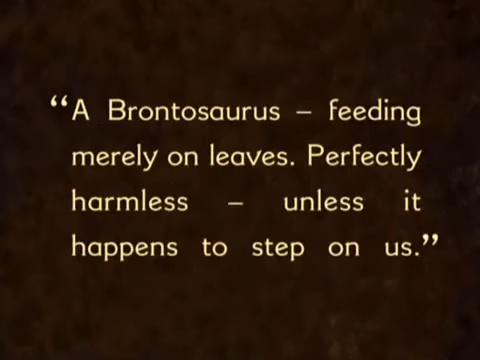 “A Brontosaurus – feeding
merely on leaves. Perfectly
harmless – unless it
happens to step on us.”